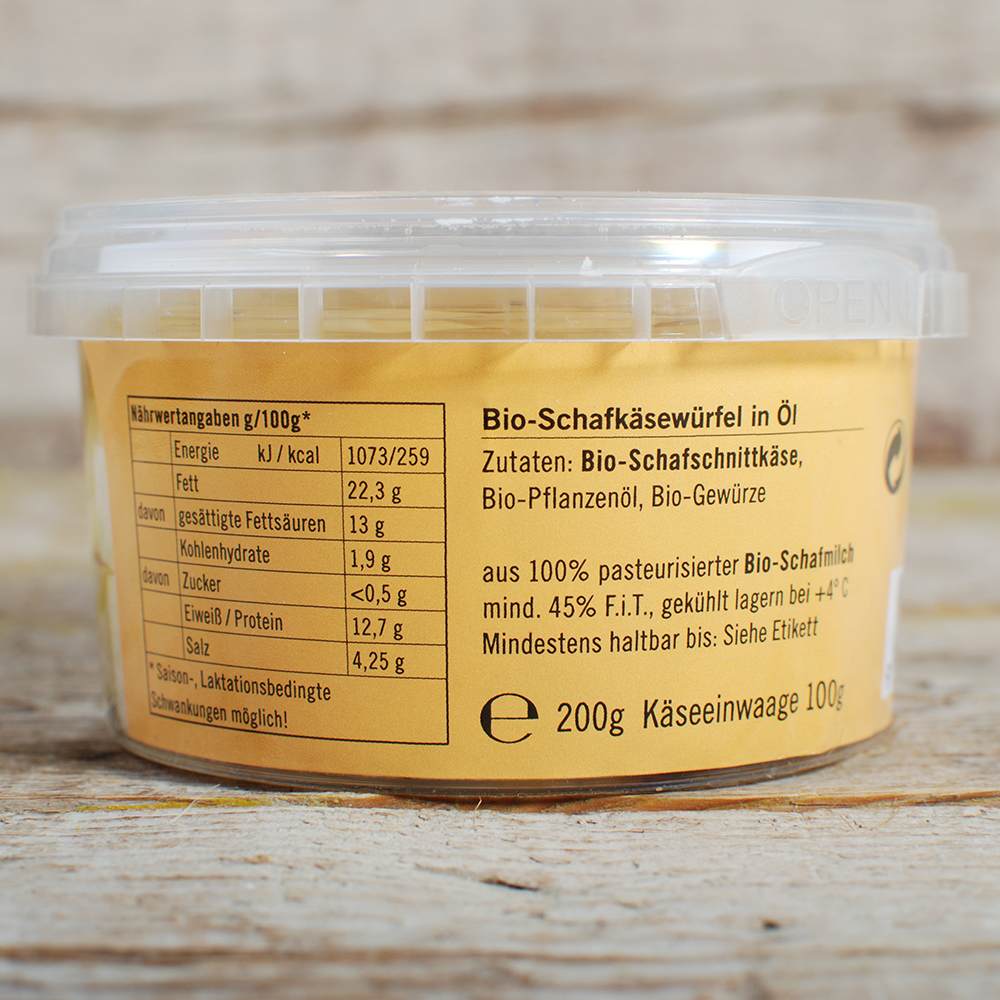 OPEN
Nährwertangaben g/100g*
Energie kJ / kcal 1073/259
Fett 22,3 g
davon gesättigte Fettsäuren 13 g
Kohlenhydrate 1,9 g
davon Zucker <0,5 g
Eiweiß / Protein 12,7 g
Salz 4,25 g
* Saison-, Laktationsbedingte
Schwankungen möglich!
Bio-Schafkäsewürfel in Öl
Zutaten: Bio-Schafschnittkäse,
Bio-Pflanzenöl, Bio-Gewürze
aus 100% pasteurisierter Bio-Schafmilch
mind. 45% F.i.T., gekühlt lagern bei +4° C
Mindestens haltbar bis: Siehe Etikett
e 200g Käseeinwaage 100g